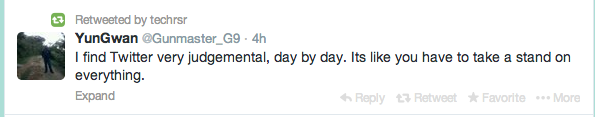 Retweeted by techrsr
YunGwan @Gunmaster_G9 · 4h
I find Twitter very judgemental, day by day. Its like you have to take a stand on
everything.
Expand Reply Retweet Favorite More